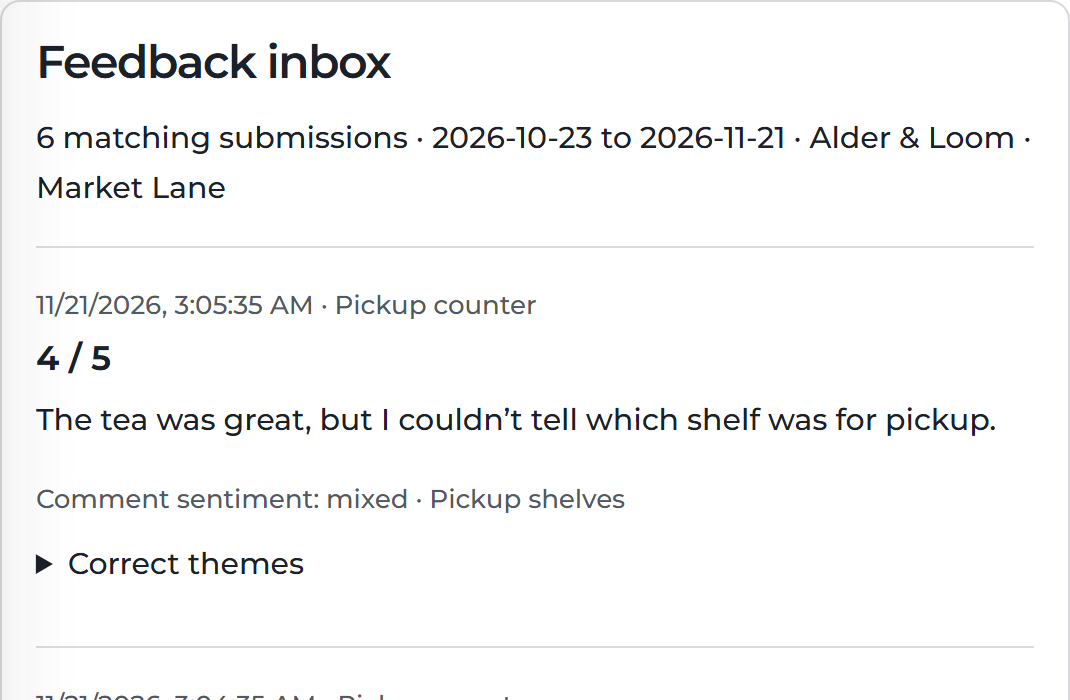 Feedback inbox
6 matching submissions · 2026-10-23 to 2026-11-21 · Alder & Loom ·
Market Lane
11/21/2026, 3:05:35 AM · Pickup counter
4 / 5
The tea was great, but I couldn’t tell which shelf was for pickup.
Comment sentiment: mixed · Pickup shelves
Correct themes